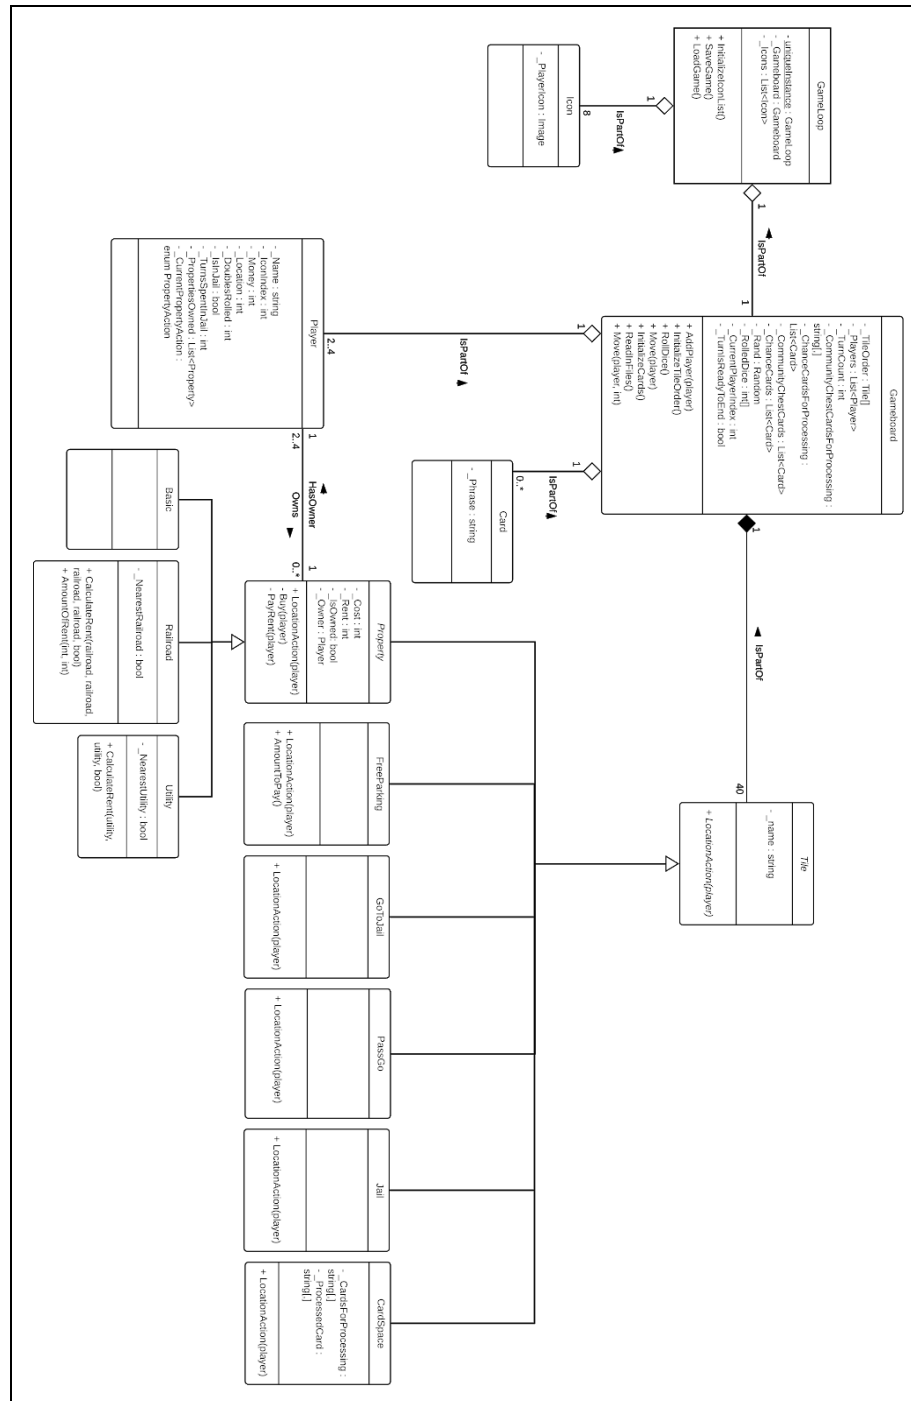 GameLoop
- uniqueInstance : GameLoop
- _Gameboard : Gameboard
- _Icons : List<Icon>
+ InitializeIconList()
+ SaveGame()
+ LoadGame()
1
IsPartOf
1
1
IsPartOf
8
Icon
- _PlayerIcon : Image
Gameboard
- _TileOrder : Tile[]
- _Players : List<Player>
- _TurnCount : int
- _CommunityChestCardsForProcessing :
string[,]
- _ChanceCardsForProcessing :
List<Card>
- _CommunityChestCards : List<Card>
- _ChanceCards : List<Card>
- _Rand : Random
- _RolledDice : int[]
- _CurrentPlayerIndex : int
- _TurnIsReadyToEnd : bool
+ AddPlayer(player)
+ InitializeTileOrder()
+ RollDice()
+ Move(player)
+ InitializeCards()
+ ReadInFiles()
+ Move(player, int)
1
IsPartOf
40
1
IsPartOf
2..4
1
IsPartOf
0..*
Tile
- _name : string
+ LocationAction(player)
Card
- _Phrase : string
Player
- _Name : string
- _IconIndex : int
- _Money : int
- _Location : int
- _DoublesRolled : int
- _IsInJail : bool
- _TurnsSpentInJail : int
- _PropertiesOwned : List<Property>
- _CurrentPropertyAction :
enum PropertyAction
1
HasOwner
1
2..4
Owns
0..*
Property
- _Cost : int
- _Rent : int
- _IsOwned: bool
- _Owner : Player
+ LocationAction(player)
- Buy(player)
- PayRent(player)
FreeParking
+ LocationAction(player)
+ AmountToPay()
GoToJail
+ LocationAction(player)
PassGo
+ LocationAction(player)
Jail
+ LocationAction(player)
CardSpace
- _CardsForProcessing :
string[,]
- _ProcessedCard :
string[,]
+ LocationAction(player)
Basic
Railroad
- _NearestRailroad : bool
+ CalculateRent(railroad, railroad,
railroad, railroad, bool)
+ AmountOfRent(int, int)
Utility
- _NearestUtility : bool
+ CalculateRent(utility,
utility, bool)